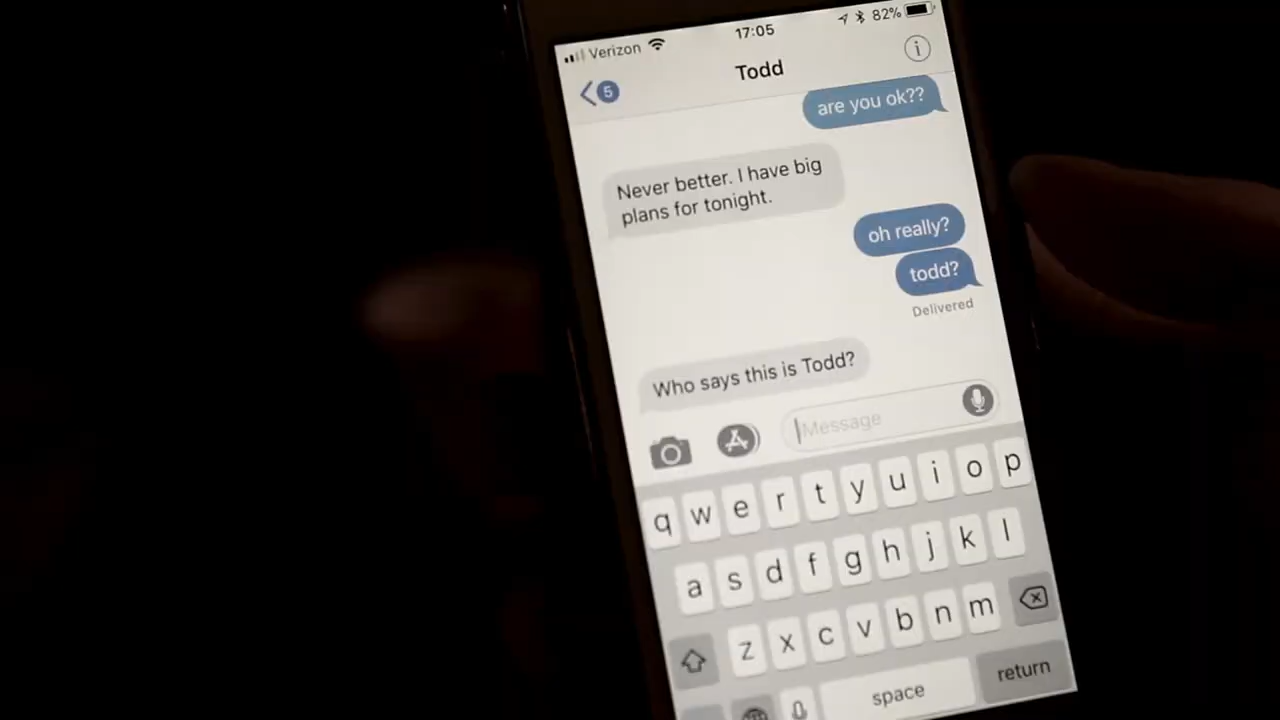 Verizon 17:05 82%
5 Todd i
are you ok??
Never better. I have big
plans for tonight.
oh really?
todd?
Delivered
Who says this is Todd?
Message
q w e r t y u i o p
a s d f g h j k l
z x c v b n m
space return